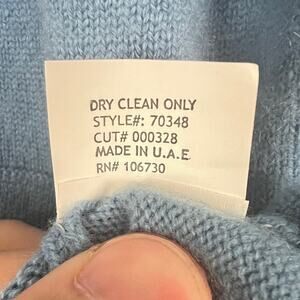 DRY CLEAN ONLY
STYLE#: 70348
CUT# 000328
MADE IN U.A.E
RN# 106730